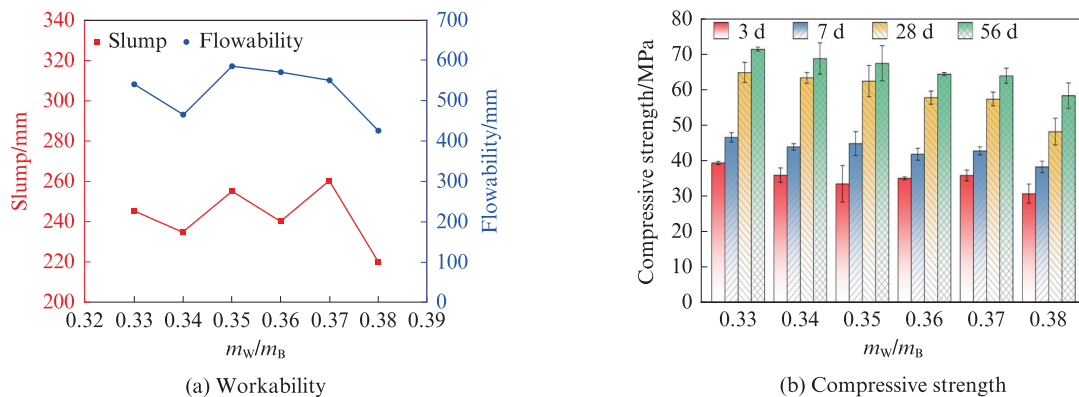 340
320
300
280
260
240
220
200
Slump/mm
Slump
Flowability
700
600
500
400
300
200
100
0
Flowability/mm
0.32 0.33 0.34 0.35 0.36 0.37 0.38 0.39
mW/mB
(a) Workability
80
70
60
50
40
30
20
10
0
Compressive strength/MPa
3 d 7 d 28 d 56 d
0.33 0.34 0.35 0.36 0.37 0.38
mW/mB
(b) Compressive strength